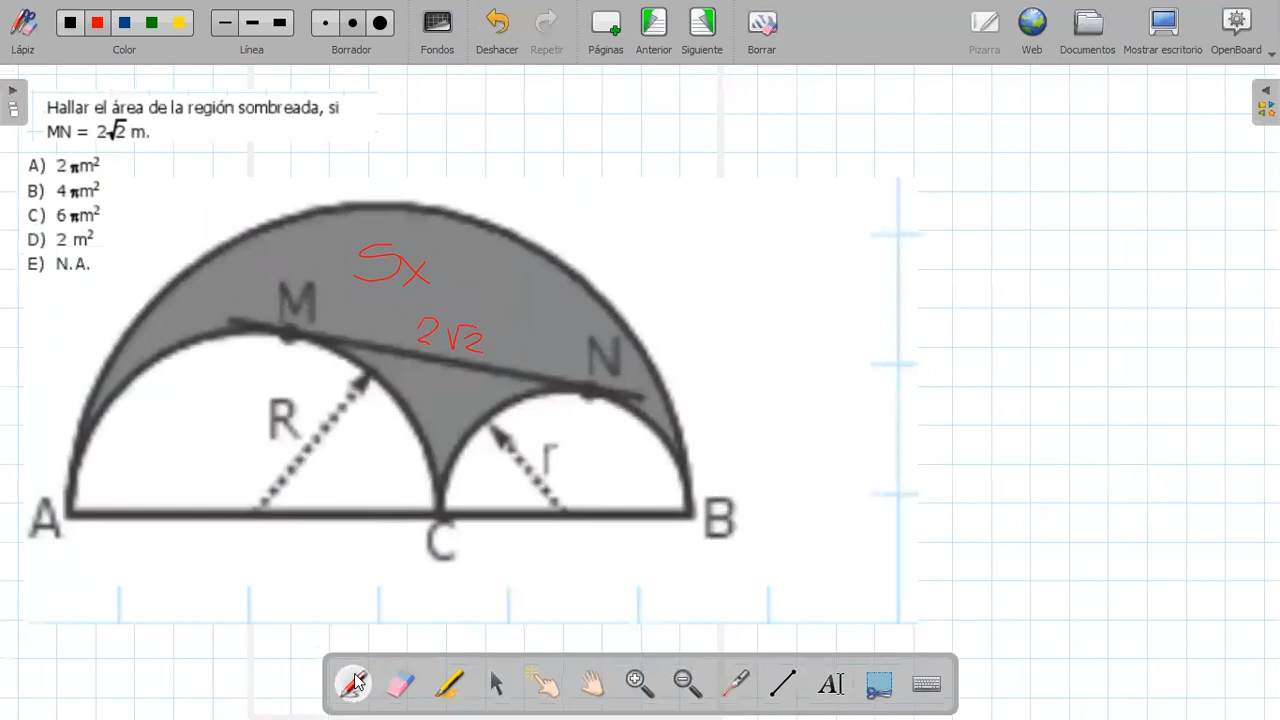 Lápiz
Color
Línea
Borrador
Fondos
Deshacer
Repetir
Páginas
Anterior
Siguiente
Borrar
Pizarra
Web
Documentos
Mostrar escritorio
OpenBoard
Hallar el área de la región sombreada, si
MN = 2√2 m.
A) 2πm²
B) 4πm²
C) 6πm²
D) 2 m²
E) N.A.
Sx
M
2√2
N
R
r
A
C
B
A